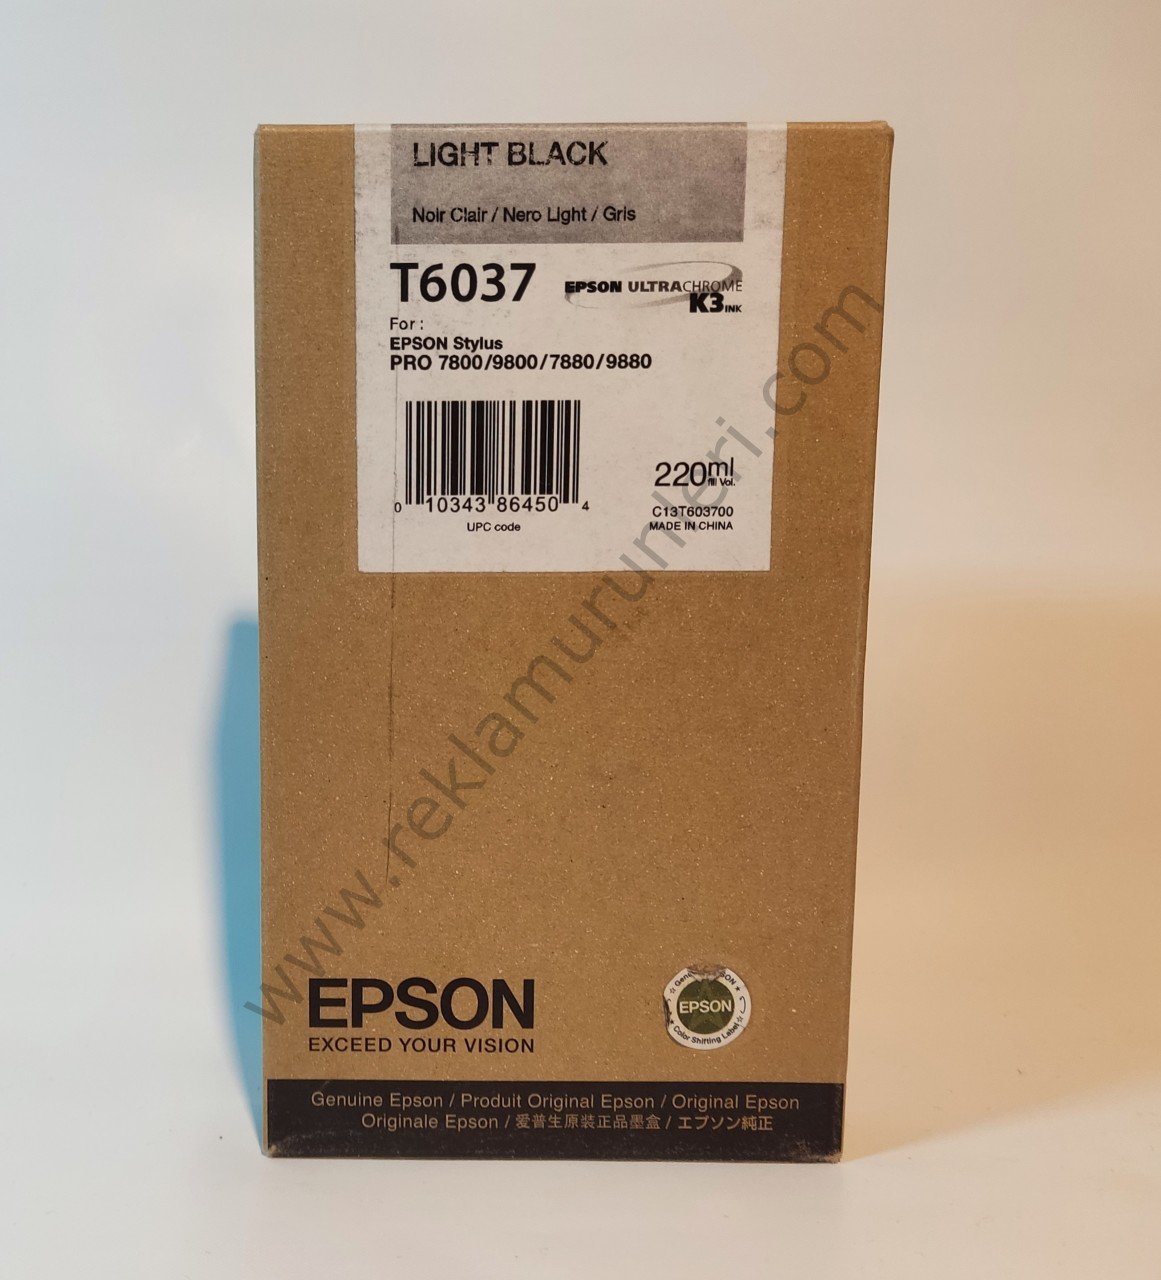 LIGHT BLACK
Noir Clair / Nero Light / Gris
T6037
EPSON ULTRACHROME
K3 INK
For :
EPSON Stylus
PRO 7800/9800/7880/9880
0 10343 86450 4
UPC code
220ml
fill Vol.
C13T603700
MADE IN CHINA
www.reklamurunleri.com
EPSON
EXCEED YOUR VISION
EPSON
Color Shifting Label
Genuine Epson / Produit Original Epson / Original Epson
Originale Epson / 爱普生原装正品墨盒 / エプソン純正